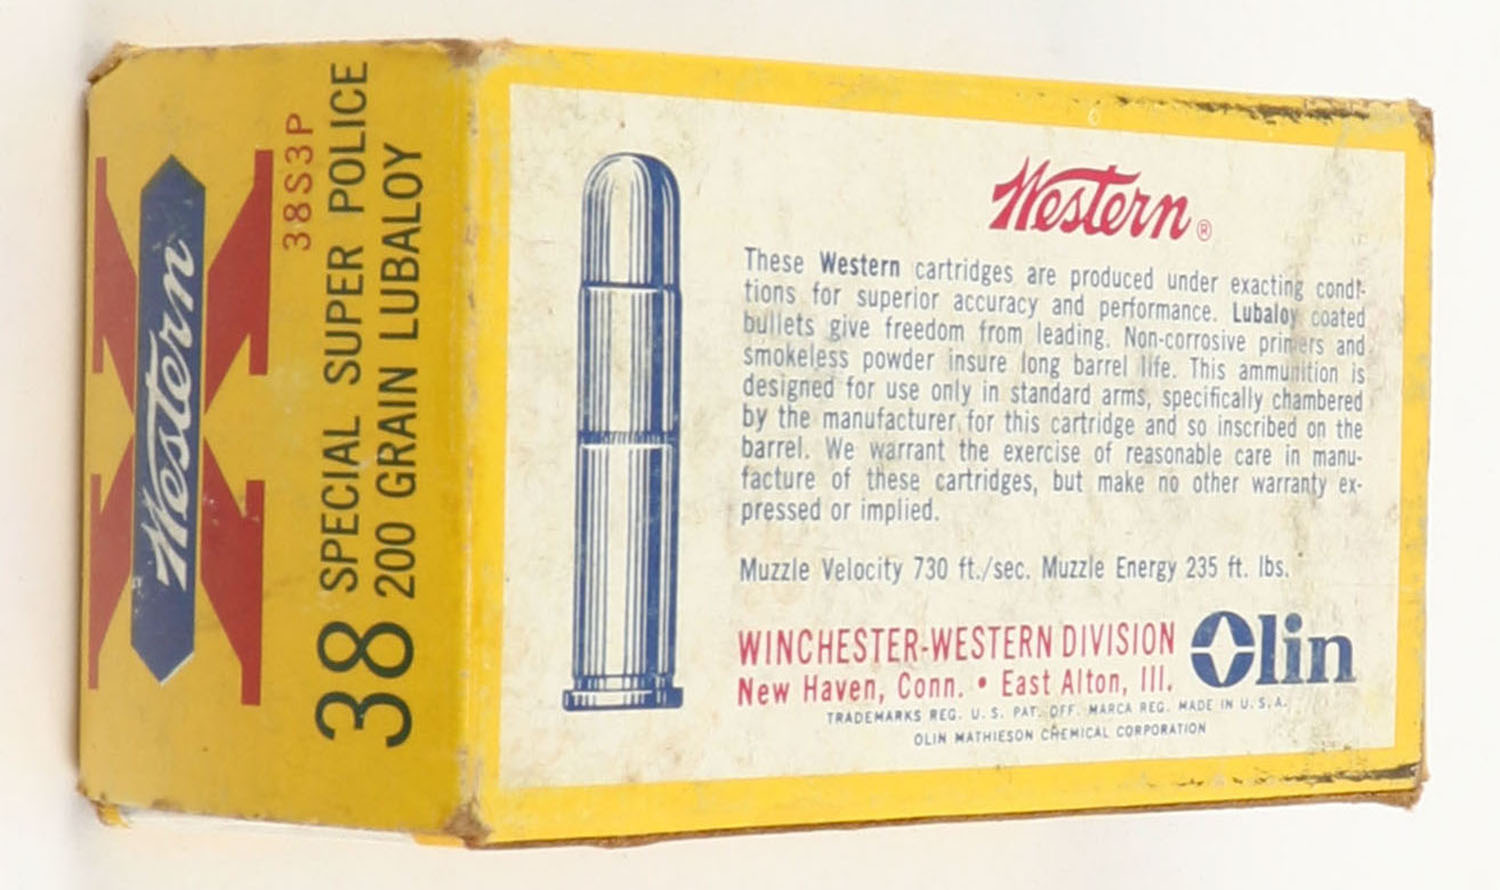 Western
X
38S3P
38 SPECIAL SUPER POLICE
200 GRAIN LUBALOY
Western®
These Western cartridges are produced under exacting condi-
tions for superior accuracy and performance. Lubaloy coated
bullets give freedom from leading. Non-corrosive primers and
smokeless powder insure long barrel life. This ammunition is
designed for use only in standard arms, specifically chambered
by the manufacturer for this cartridge and so inscribed on the
barrel. We warrant the exercise of reasonable care in manu-
facture of these cartridges, but make no other warranty ex-
pressed or implied.
Muzzle Velocity 730 ft./sec. Muzzle Energy 235 ft. lbs.
WINCHESTER-WESTERN DIVISION
New Haven, Conn. • East Alton, Ill.
Olin
TRADEMARKS REG. U.S. PAT. OFF. MARCA REG. MADE IN U.S.A.
OLIN MATHIESON CHEMICAL CORPORATION